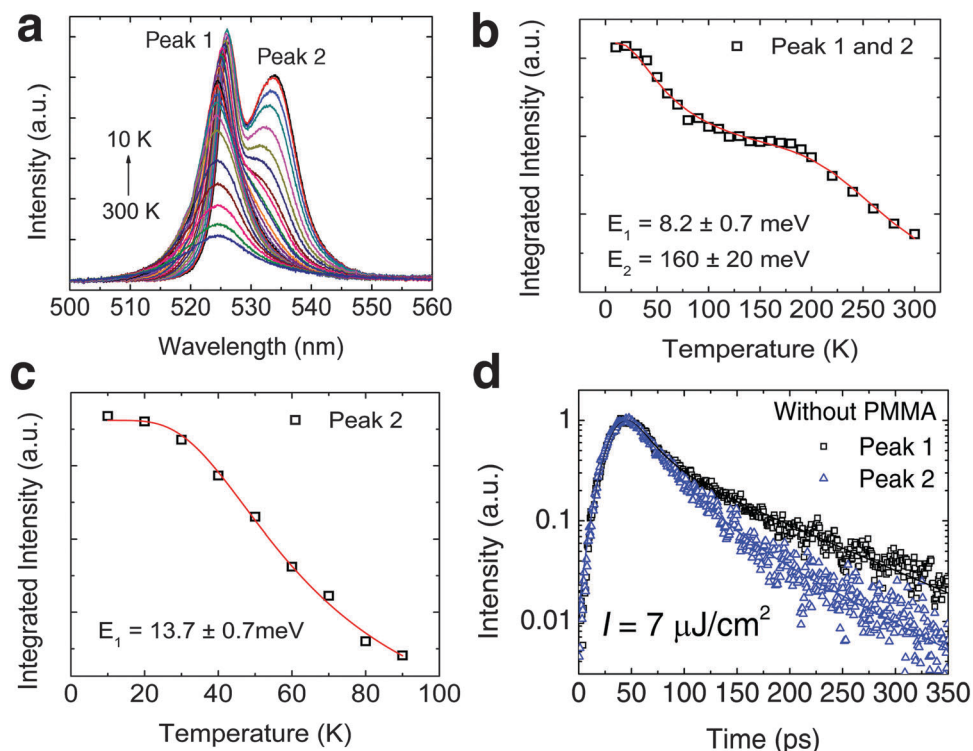 a
Intensity (a.u.)
Peak 1
Peak 2
10 K
300 K
500 510 520 530 540 550 560
Wavelength (nm)
b
Integrated Intensity (a.u.)
Peak 1 and 2
E₁ = 8.2 ± 0.7 meV
E₂ = 160 ± 20 meV
0 50 100 150 200 250 300
Temperature (K)
c
Integrated Intensity (a.u.)
Peak 2
E₁ = 13.7 ± 0.7meV
0 20 40 60 80 100
Temperature (K)
d
Intensity (a.u.)
1
0.1
0.01
Without PMMA
Peak 1
Peak 2
I = 7 μJ/cm²
0 50 100 150 200 250 300 350
Time (ps)